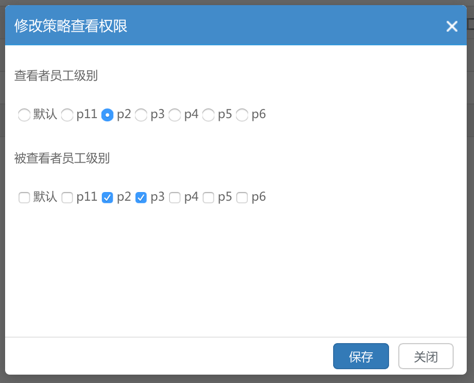 修改策略查看权限
查看者员工级别
默认 p11 p2 p3 p4 p5 p6
被查看者员工级别
默认 p11 p2 p3 p4 p5 p6
保存 关闭